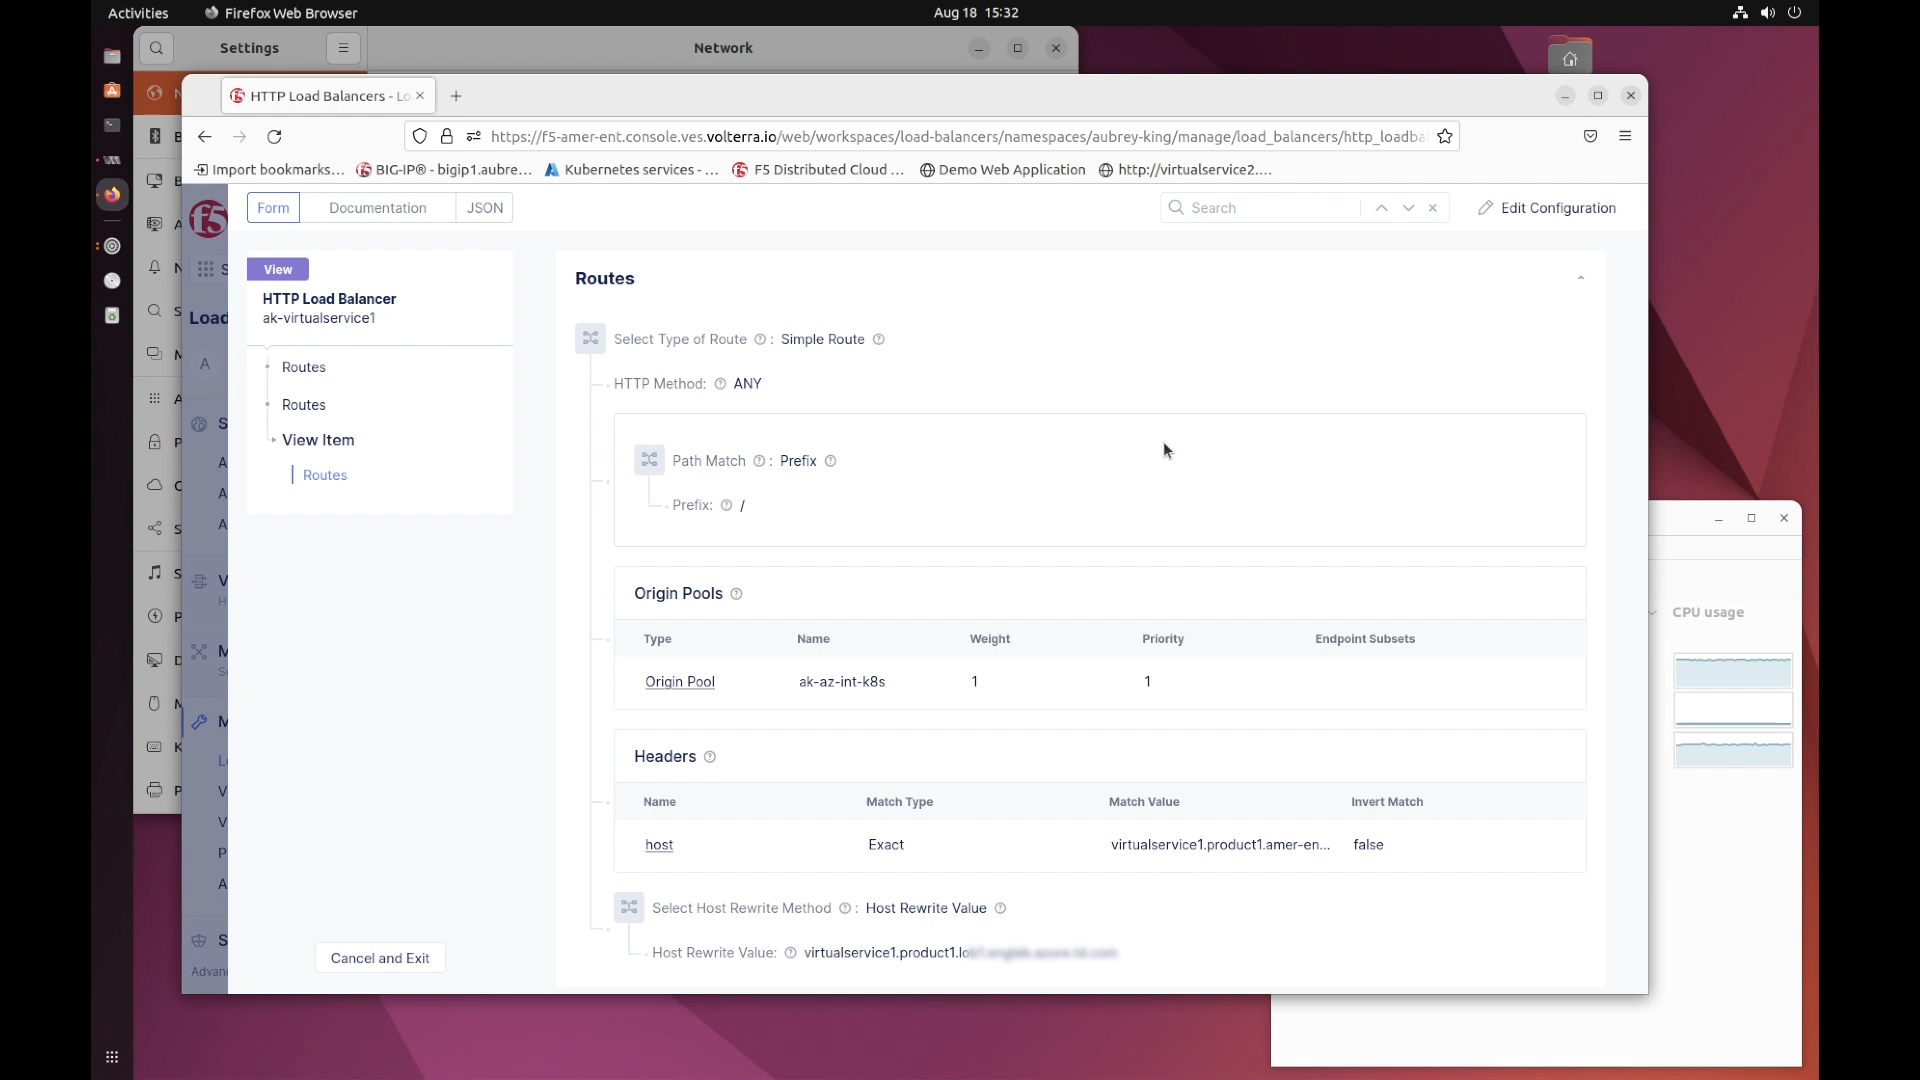 Activities
Firefox Web Browser
Aug 18 15:32
Settings
Network
HTTP Load Balancers - Lo
https://f5-amer-ent.console.ves.volterra.io/web/workspaces/load-balancers/namespaces/aubrey-king/manage/load_balancers/http_loadba
Import bookmarks...
BIG-IP® - bigip1.aubre...
Kubernetes services - ...
F5 Distributed Cloud ...
Demo Web Application
http://virtualservice2....
Form
Documentation
JSON
Search
Edit Configuration
View
HTTP Load Balancer
ak-virtualservice1
Routes
Routes
View Item
Routes
Cancel and Exit
Load
A
Advan
Routes
Select Type of Route : Simple Route
HTTP Method: ANY
Path Match : Prefix
Prefix: /
Origin Pools
Type Name Weight Priority Endpoint Subsets
Origin Pool ak-az-int-k8s 1 1
Headers
Name Match Type Match Value Invert Match
host Exact virtualservice1.product1.amer-en... false
Select Host Rewrite Method : Host Rewrite Value
Host Rewrite Value: virtualservice1.product1.lo
CPU usage